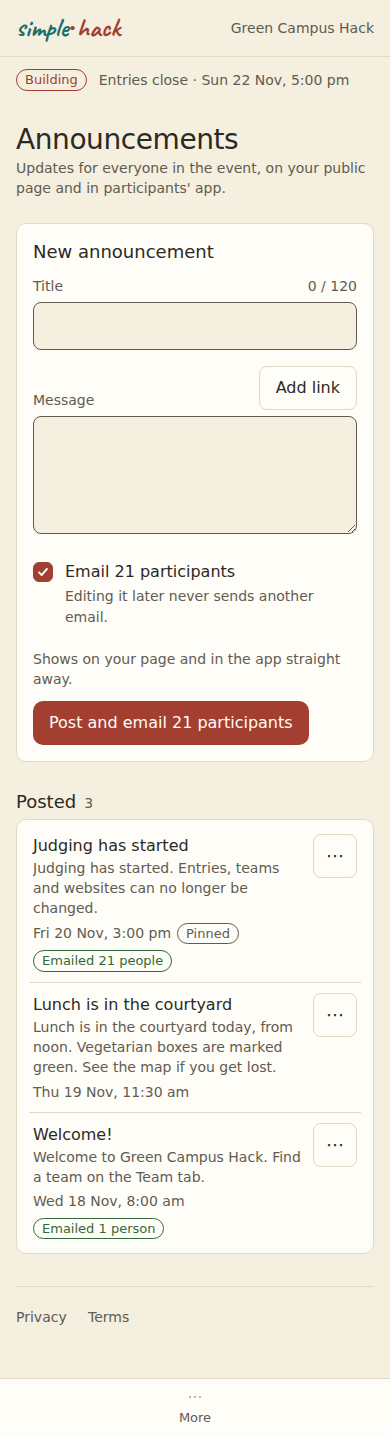 simple·hack
Green Campus Hack
Building
Entries close · Sun 22 Nov, 5:00 pm
Announcements
Updates for everyone in the event, on your public
page and in participants' app.
New announcement
Title
0 / 120
Add link
Message
Email 21 participants
Editing it later never sends another
email.
Shows on your page and in the app straight
away.
Post and email 21 participants
Posted 3
Judging has started
Judging has started. Entries, teams
and websites can no longer be
changed.
Fri 20 Nov, 3:00 pm Pinned
Emailed 21 people
Lunch is in the courtyard
Lunch is in the courtyard today, from
noon. Vegetarian boxes are marked
green. See the map if you get lost.
Thu 19 Nov, 11:30 am
Welcome!
Welcome to Green Campus Hack. Find
a team on the Team tab.
Wed 18 Nov, 8:00 am
Emailed 1 person
Privacy Terms
More